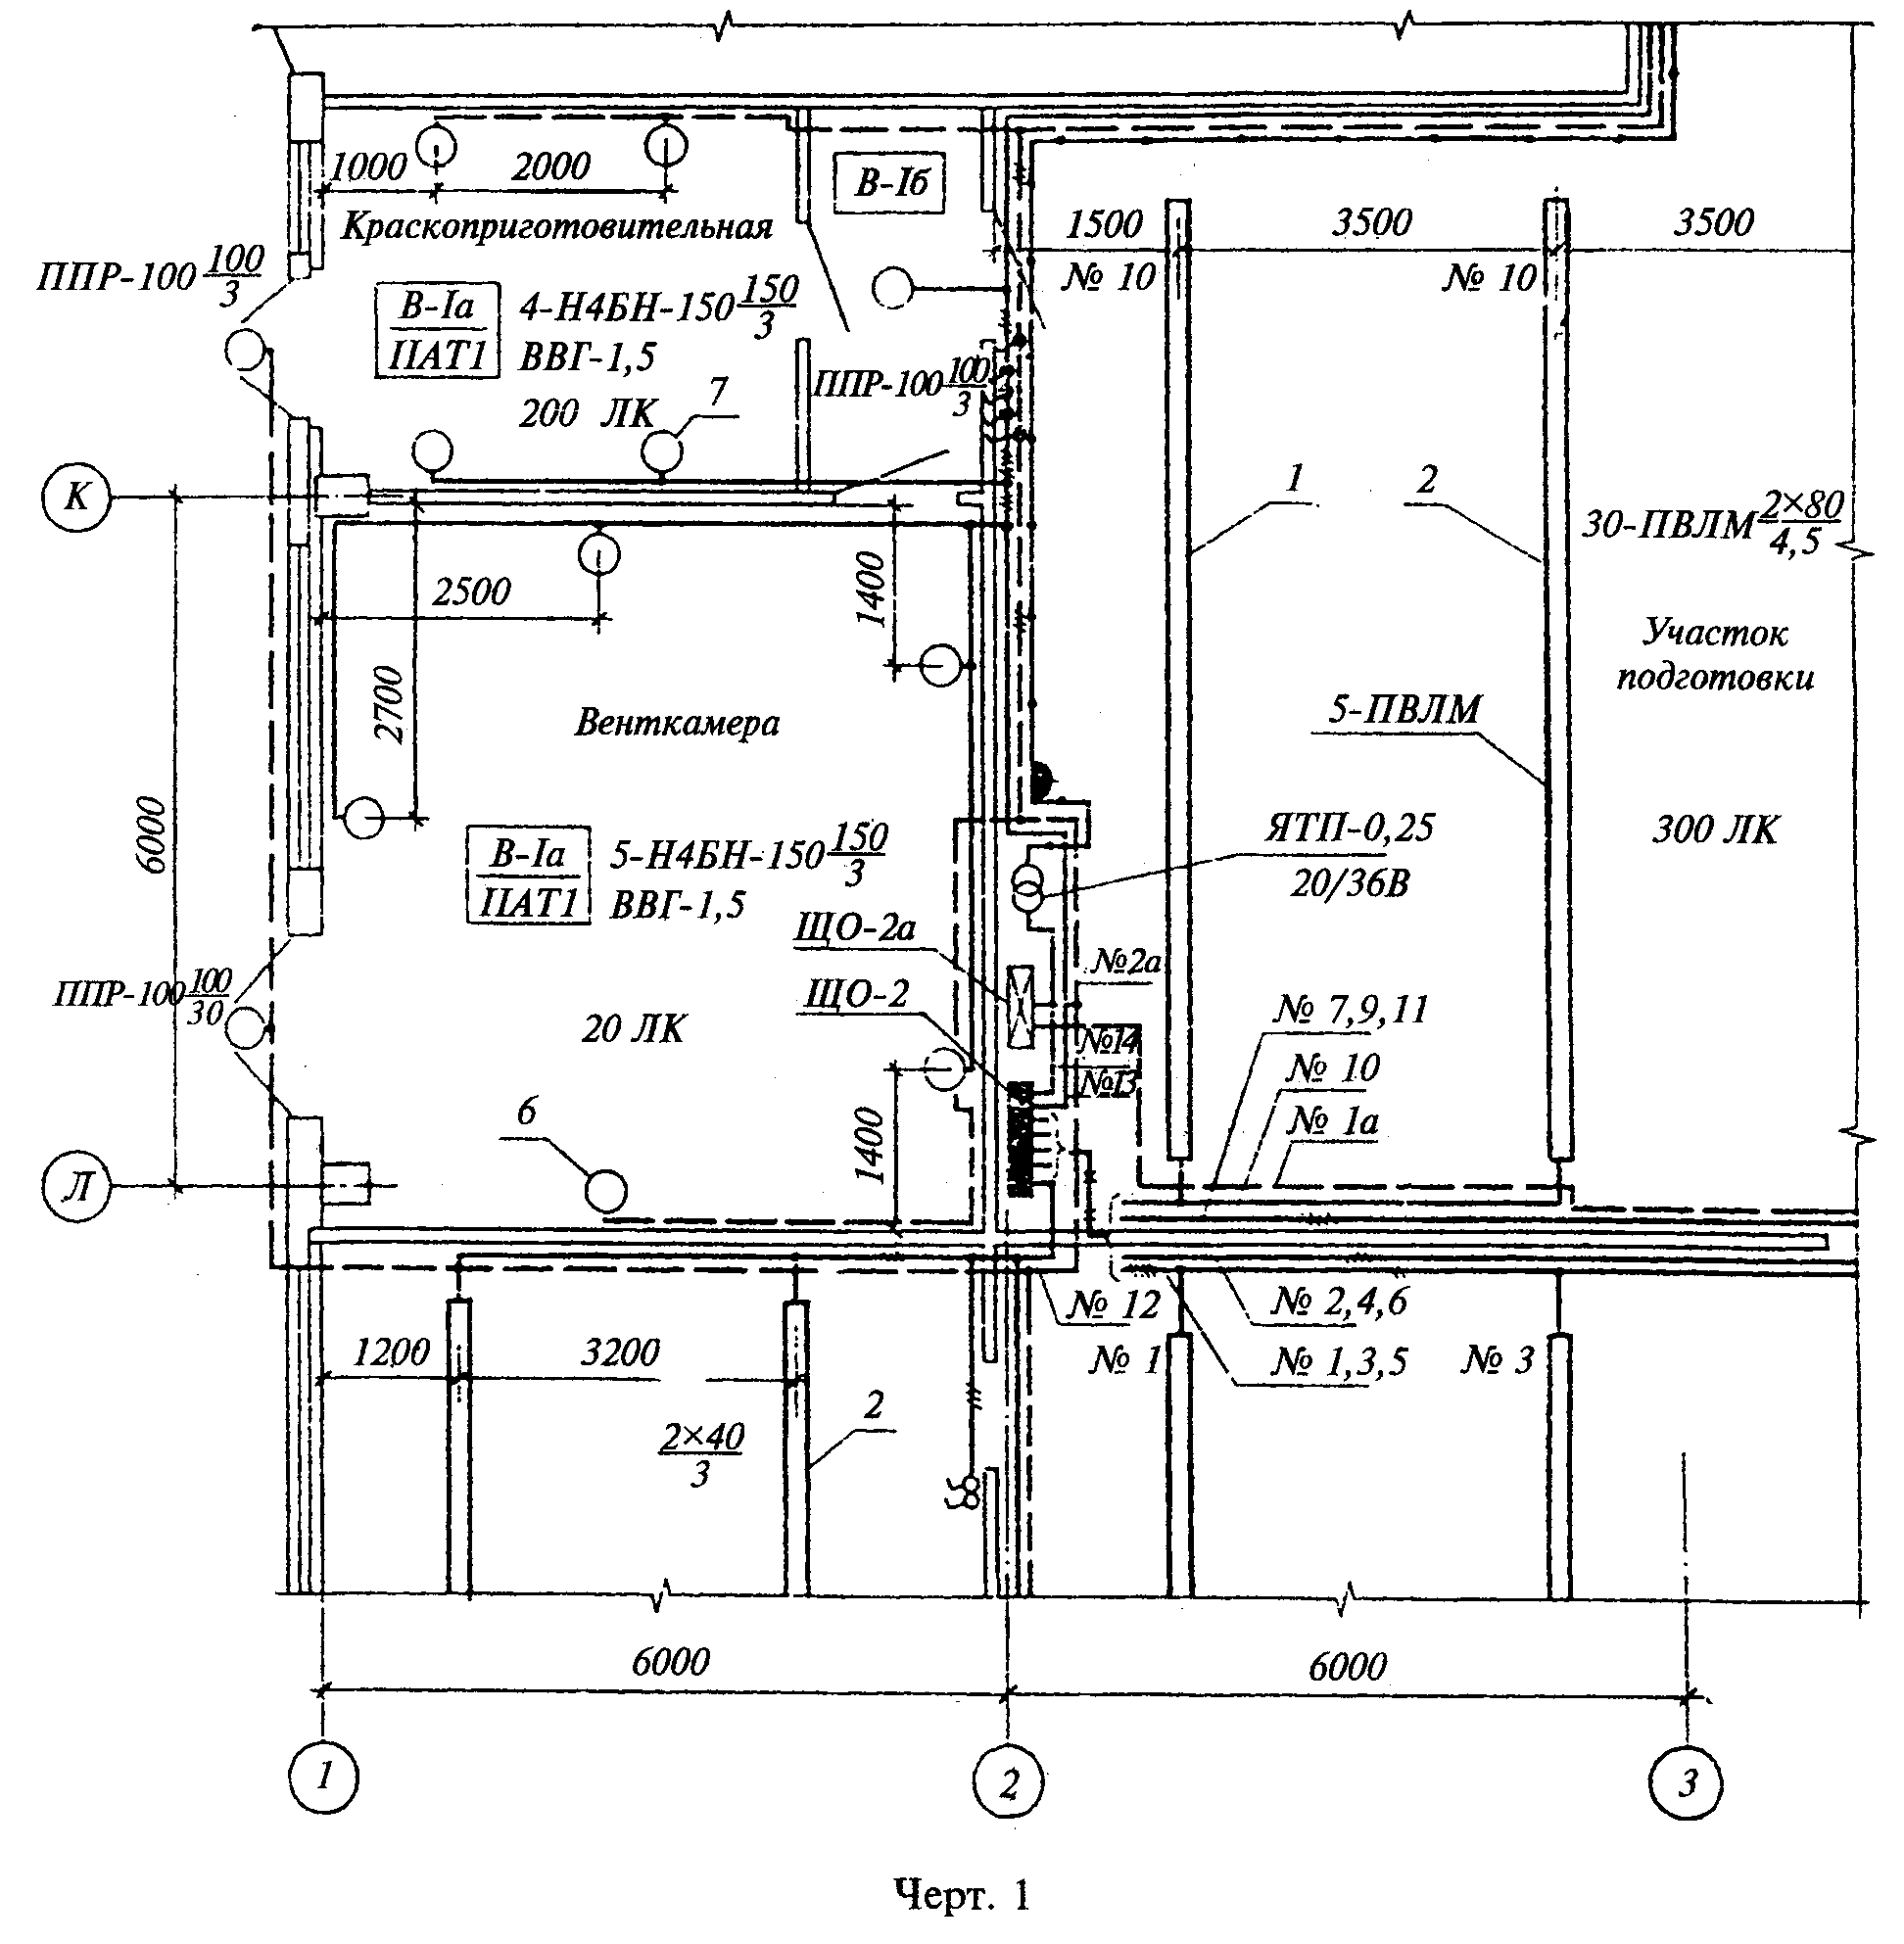 1000
2000
В-Iб
Краскоприготовительная
1500
3500
3500
№ 10
№ 10
ППР-100 100/3
В-Iа
ПАТ1
4-Н4БН-150 150/3
ВВГ-1,5
200 ЛК
7
ППР-100 100/3
К
1
2
30-ПВЛМ 2×80/4,5
2500
1400
Участок
подготовки
2700
Венткамера
5-ПВЛМ
6000
В-Iа
ПАТ1
5-Н4БН-150 150/3
ВВГ-1,5
ЯТП-0,25
20/36В
300 ЛК
ЩО-2а
№2а
ППР-100 100/30
ЩО-2
20 ЛК
№14
№13
№ 7,9,11
№ 10
№ 1а
6
1400
Л
№ 12
№ 2,4,6
1200
3200
№ 1
№ 1,3,5
№ 3
2×40/3
2
6000
6000
1
2
3
Черт. 1